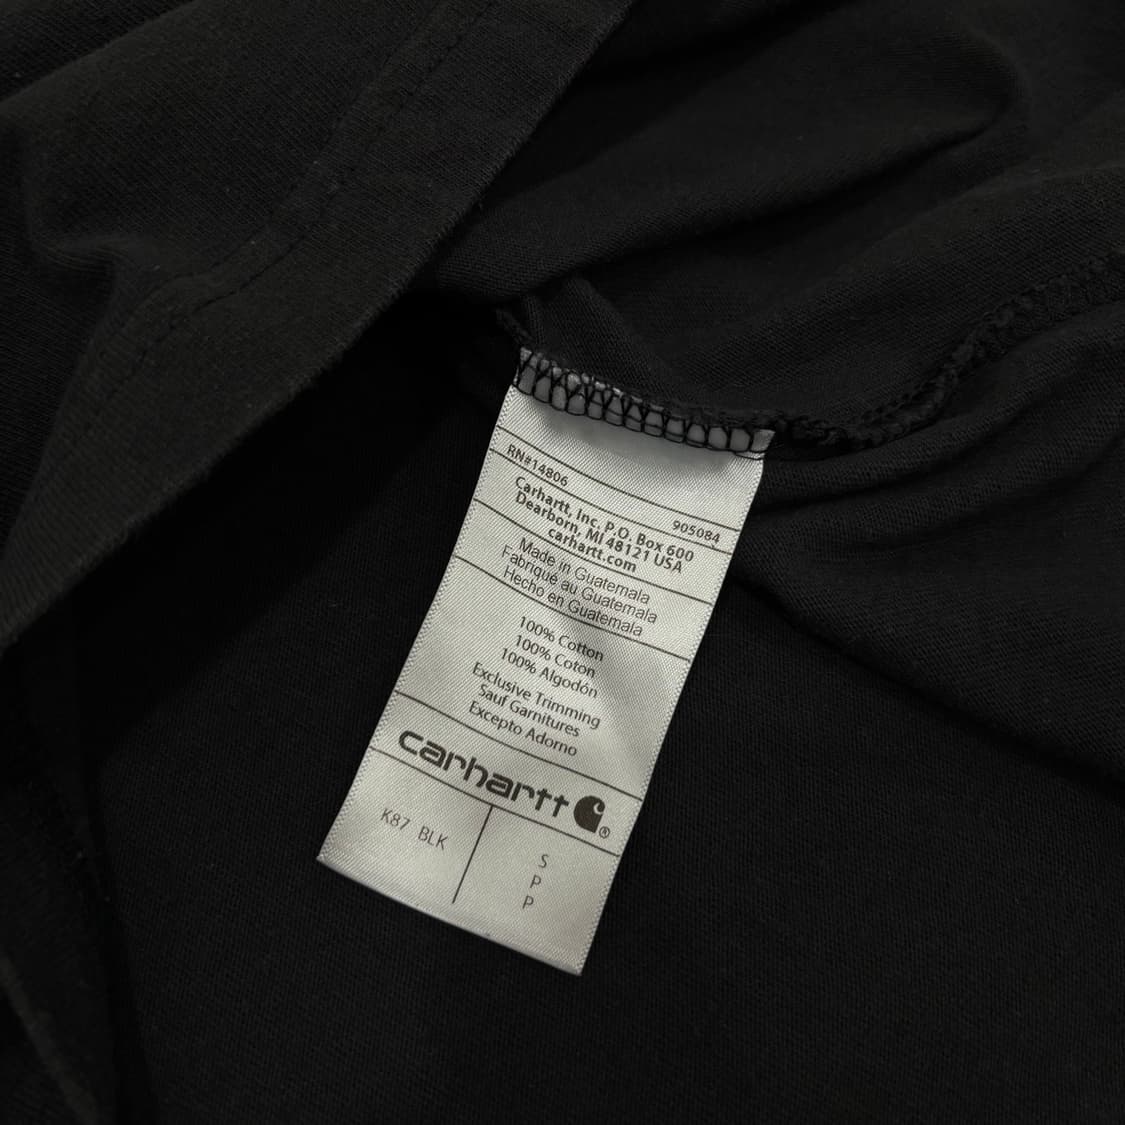 RN#14806 905084
Carhartt, Inc. P.O. Box 600
Dearborn, MI 48121 USA
carhartt.com
Made in Guatemala
Fabriqué au Guatemala
Hecho en Guatemala
100% Cotton
100% Coton
100% Algodón
Exclusive Trimming
Sauf Garnitures
Excepto Adorno
carhartt ®
K87 BLK
S
P
P